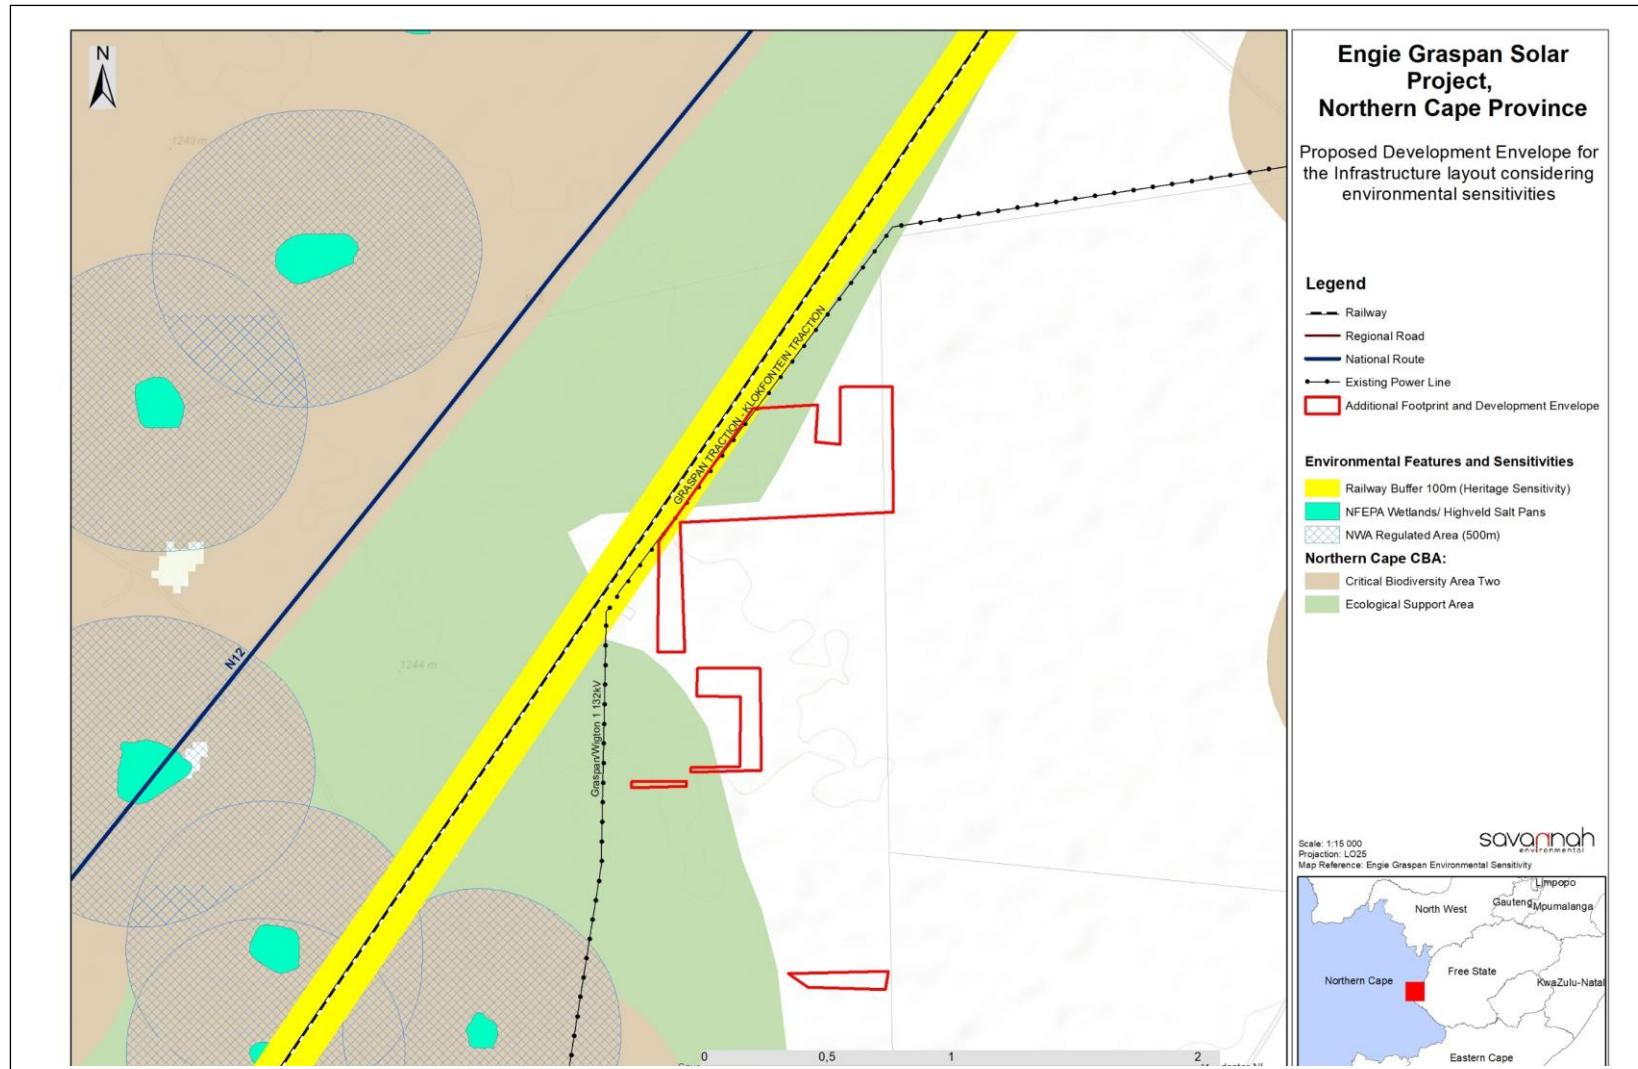 N
1249 m
GRASPAN TRACTION - KLOKFONTEIN TRACTION
N12
1244 m
Graspan/Wigton 1 132kV
0 0,5 1 2
Engie Graspan Solar
Project,
Northern Cape Province
Proposed Development Envelope for
the Infrastructure layout considering
environmental sensitivities
Legend
Railway
Regional Road
National Route
Existing Power Line
Additional Footprint and Development Envelope
Environmental Features and Sensitivities
Railway Buffer 100m (Heritage Sensitivity)
NFEPA Wetlands/ Highveld Salt Pans
NWA Regulated Area (500m)
Northern Cape CBA:
Critical Biodiversity Area Two
Ecological Support Area
savannah
environmental
Scale: 1:15 000
Projection: LO25
Map Reference: Engie Graspan Environmental Sensitivity
Limpopo
North West
Gauteng
Mpumalanga
Free State
Northern Cape
KwaZulu-Natal
Eastern Cape